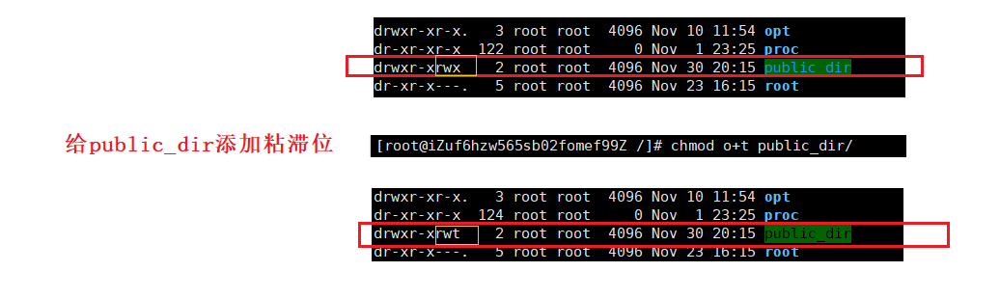 drwxr-xr-x.   3 root root  4096 Nov 10 11:54 opt
dr-xr-xr-x  122 root root     0 Nov  1 23:25 proc
drwxr-xrwx    2 root root  4096 Nov 30 20:15 public_dir
dr-xr-x---.   5 root root  4096 Nov 23 16:15 root
给public_dir添加粘滞位
[root@iZuf6hzw565sb02fomef99Z /]# chmod o+t public_dir/
drwxr-xr-x.   3 root root  4096 Nov 10 11:54 opt
dr-xr-xr-x  124 root root     0 Nov  1 23:25 proc
drwxr-xrwt    2 root root  4096 Nov 30 20:15 public_dir
dr-xr-x---.   5 root root  4096 Nov 23 16:15 root